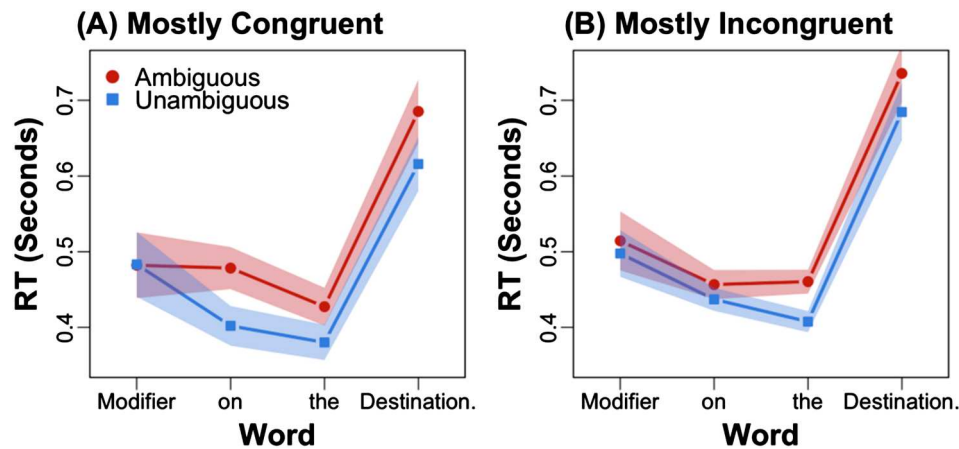 (A) Mostly Congruent
Ambiguous
Unambiguous
RT (Seconds)
0.7
0.6
0.5
0.4
Modifier on the Destination.
Word
(B) Mostly Incongruent
RT (Seconds)
0.7
0.6
0.5
0.4
Modifier on the Destination.
Word